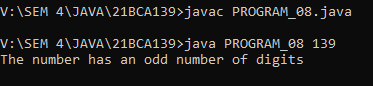 V:\SEM 4\JAVA\21BCA139>javac PROGRAM_08.java
V:\SEM 4\JAVA\21BCA139>java PROGRAM_08 139
The number has an odd number of digits